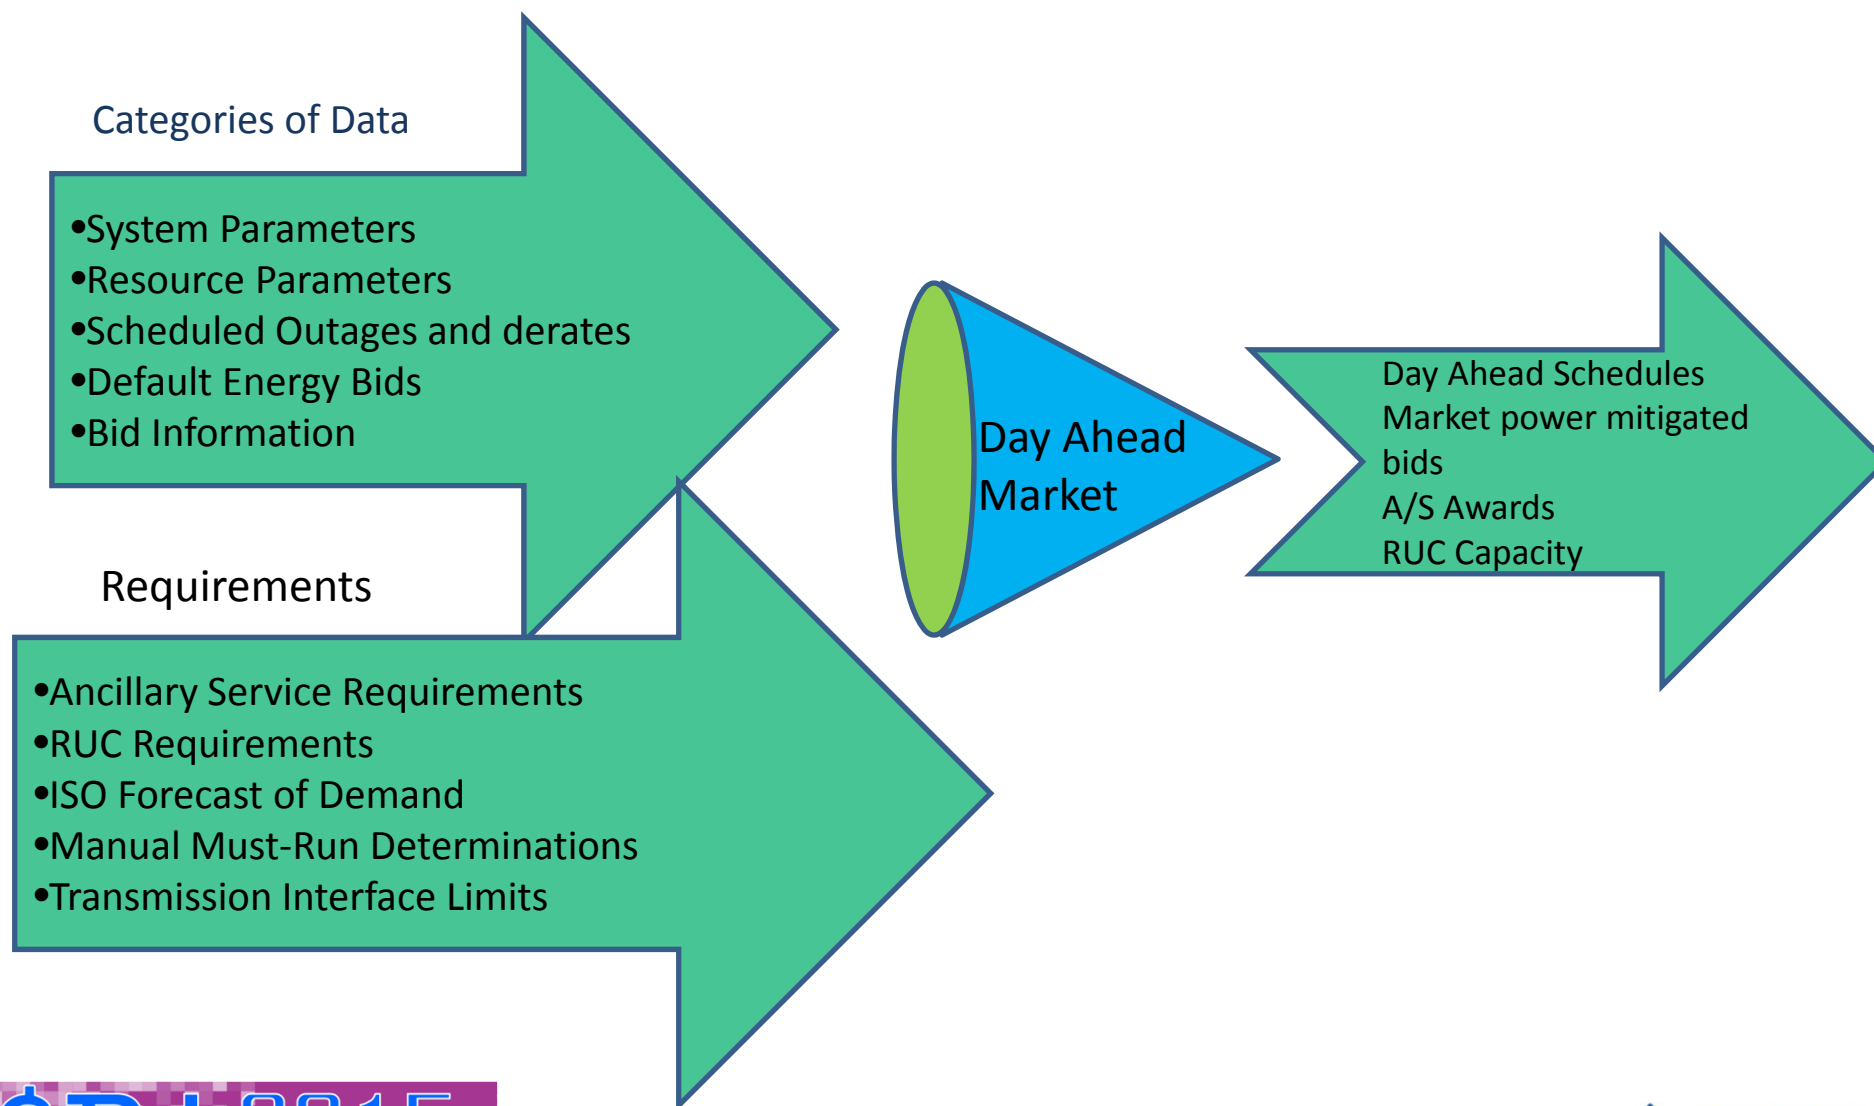 Categories of Data
•System Parameters
•Resource Parameters
•Scheduled Outages and derates
•Default Energy Bids
•Bid Information
Requirements
•Ancillary Service Requirements
•RUC Requirements
•ISO Forecast of Demand
•Manual Must-Run Determinations
•Transmission Interface Limits
Day Ahead
Market
Day Ahead Schedules
Market power mitigated
bids
A/S Awards
RUC Capacity